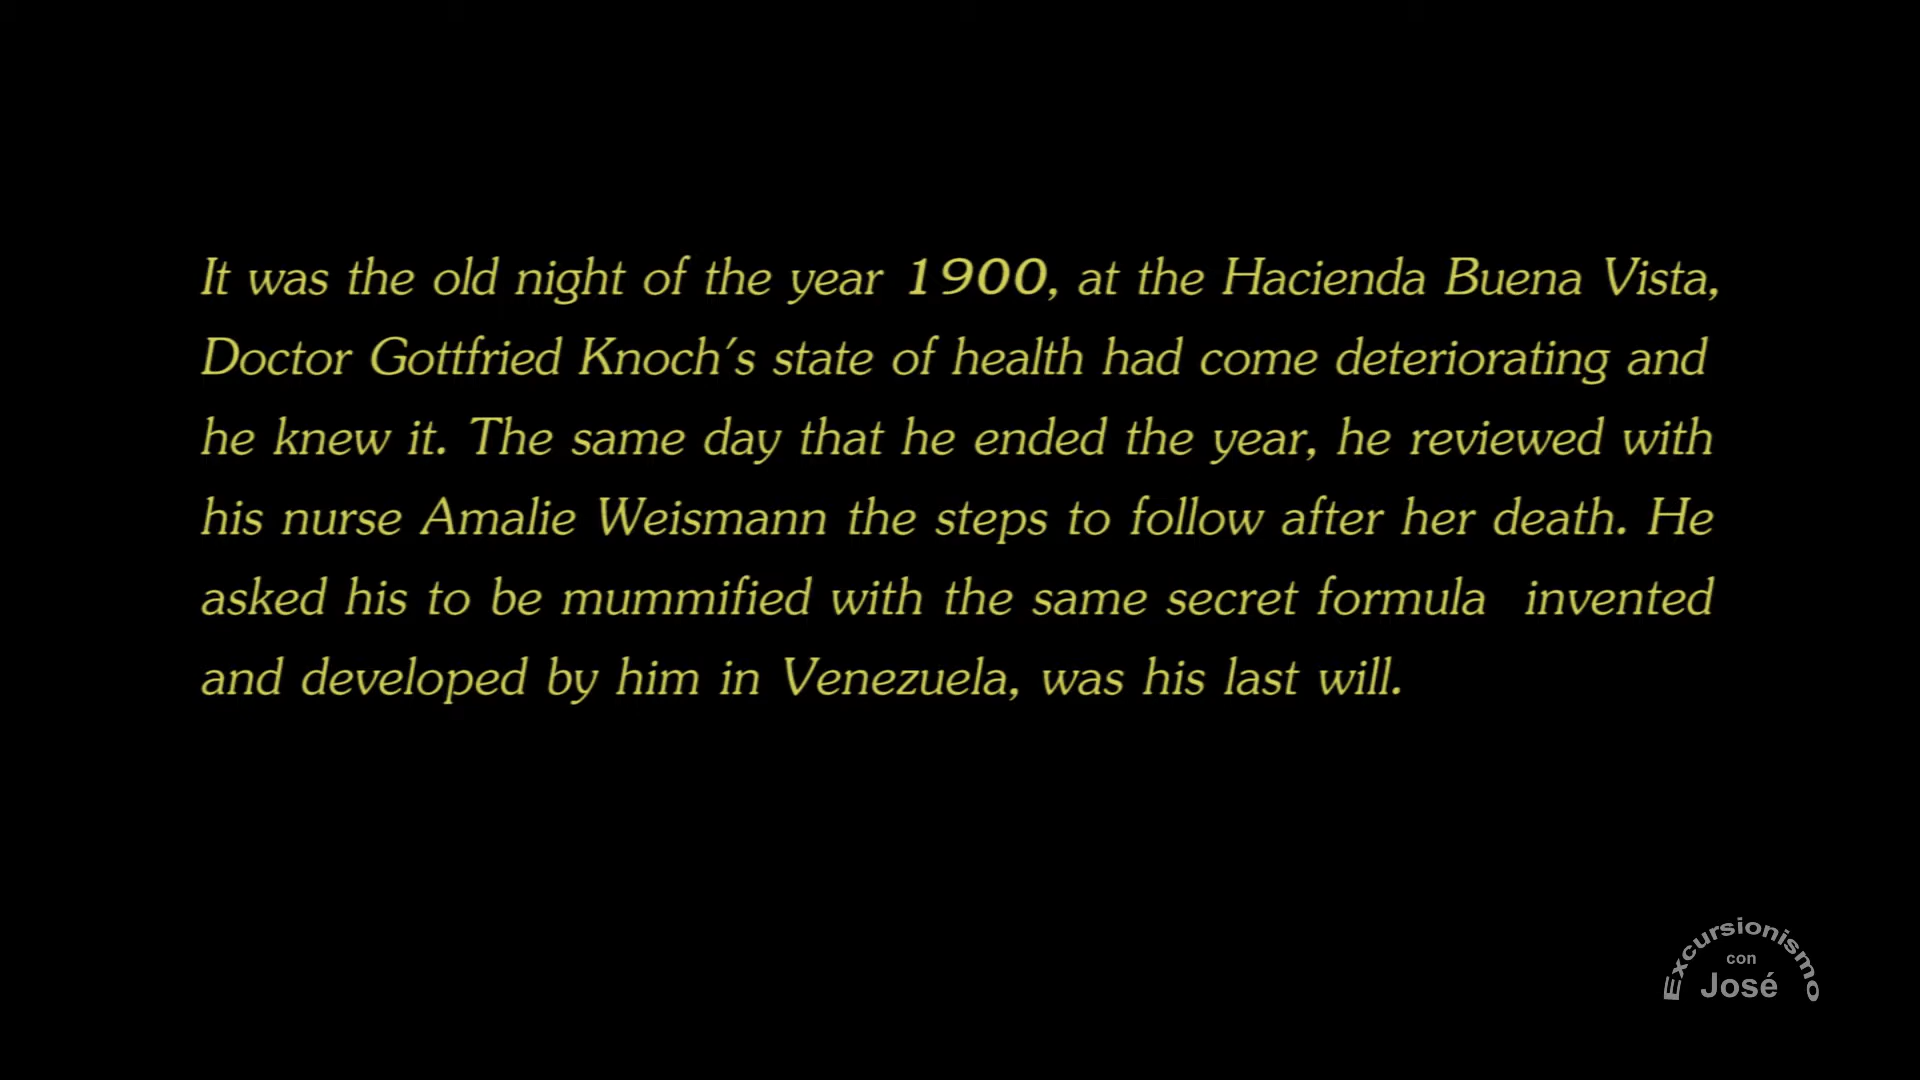 It was the old night of the year 1900, at the Hacienda Buena Vista,
Doctor Gottfried Knoch's state of health had come deteriorating and
he knew it. The same day that he ended the year, he reviewed with
his nurse Amalie Weismann the steps to follow after her death. He
asked his to be mummified with the same secret formula  invented
and developed by him in Venezuela, was his last will.
Excursionismo
con
José